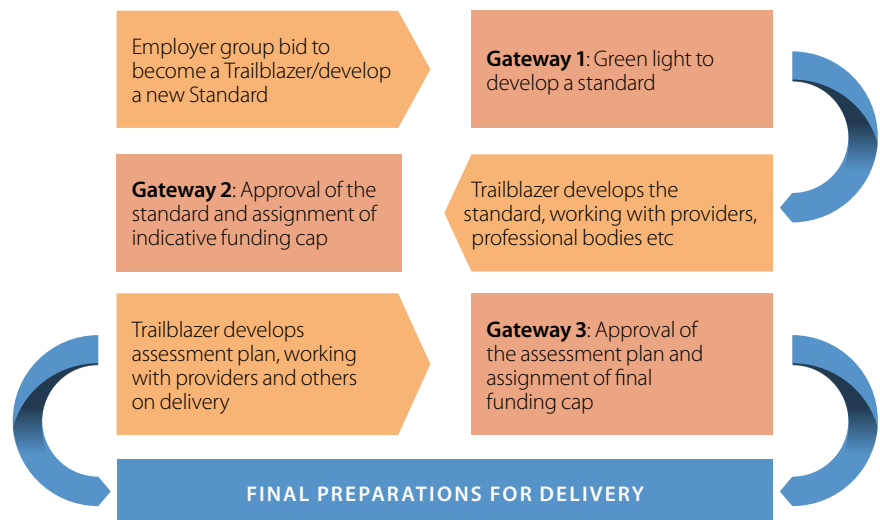 Employer group bid to
become a Trailblazer/develop
a new Standard
Gateway 1: Green light to
develop a standard
Trailblazer develops the
standard, working with providers,
professional bodies etc
Gateway 2: Approval of the
standard and assignment of
indicative funding cap
Trailblazer develops
assessment plan, working
with providers and others
on delivery
Gateway 3: Approval of
the assessment plan and
assignment of final
funding cap
FINAL PREPARATIONS FOR DELIVERY